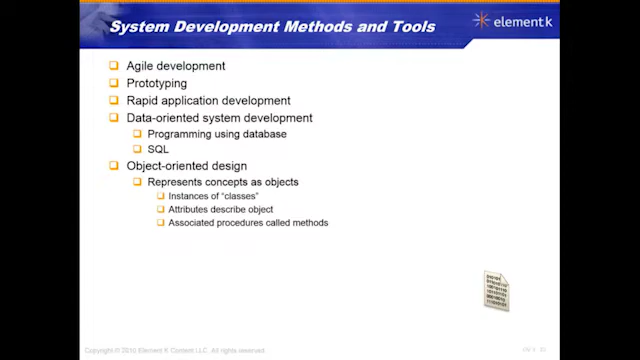 System Development Methods and Tools
element k
Agile development
Prototyping
Rapid application development
Data-oriented system development
Programming using database
SQL
Object-oriented design
Represents concepts as objects
Instances of “classes”
Attributes describe object
Associated procedures called methods
Copyright © 2010 Element K Content LLC. All rights reserved.